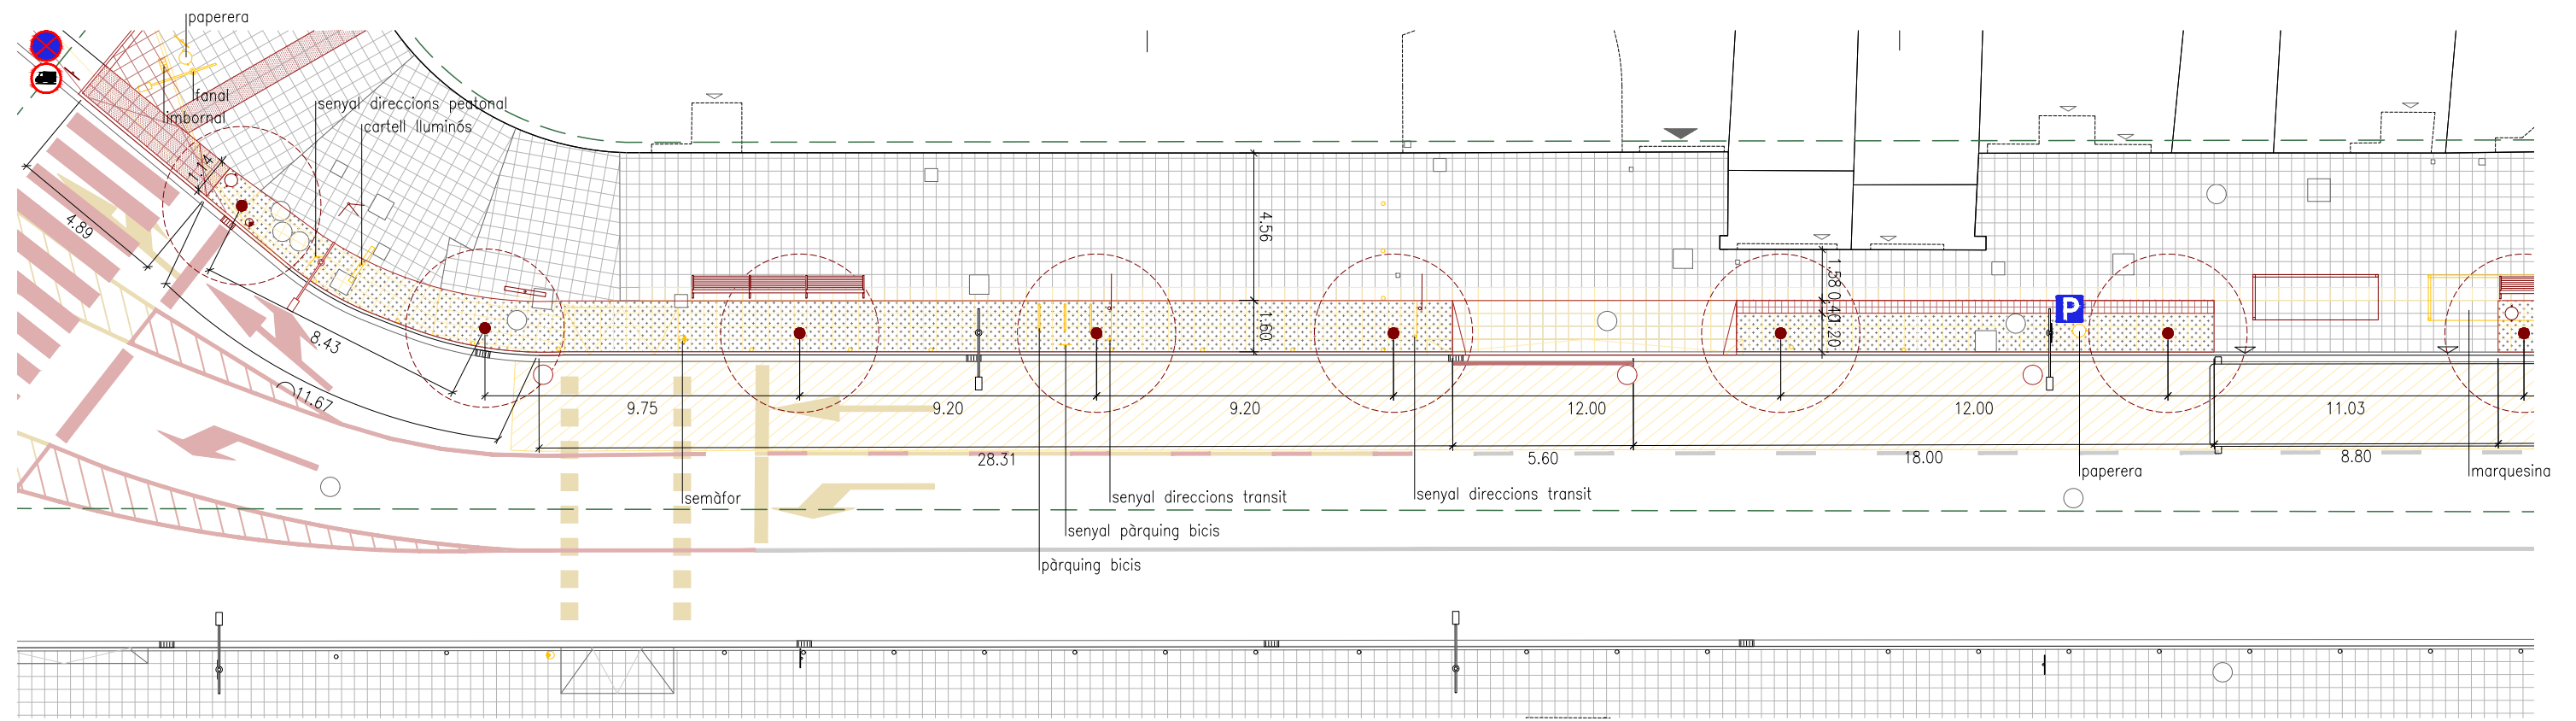 paperera
fanal
imbornal
senyal direccions peatonal
cartell lluminós
1.14
4.89
8.43
11.67
4.56
1.60
1.58
0.40
1.20
P
9.75
9.20
9.20
12.00
12.00
11.03
28.31
5.60
18.00
8.80
semàfor
senyal direccions transit
senyal direccions transit
paperera
marquesina
senyal pàrquing bicis
pàrquing bicis